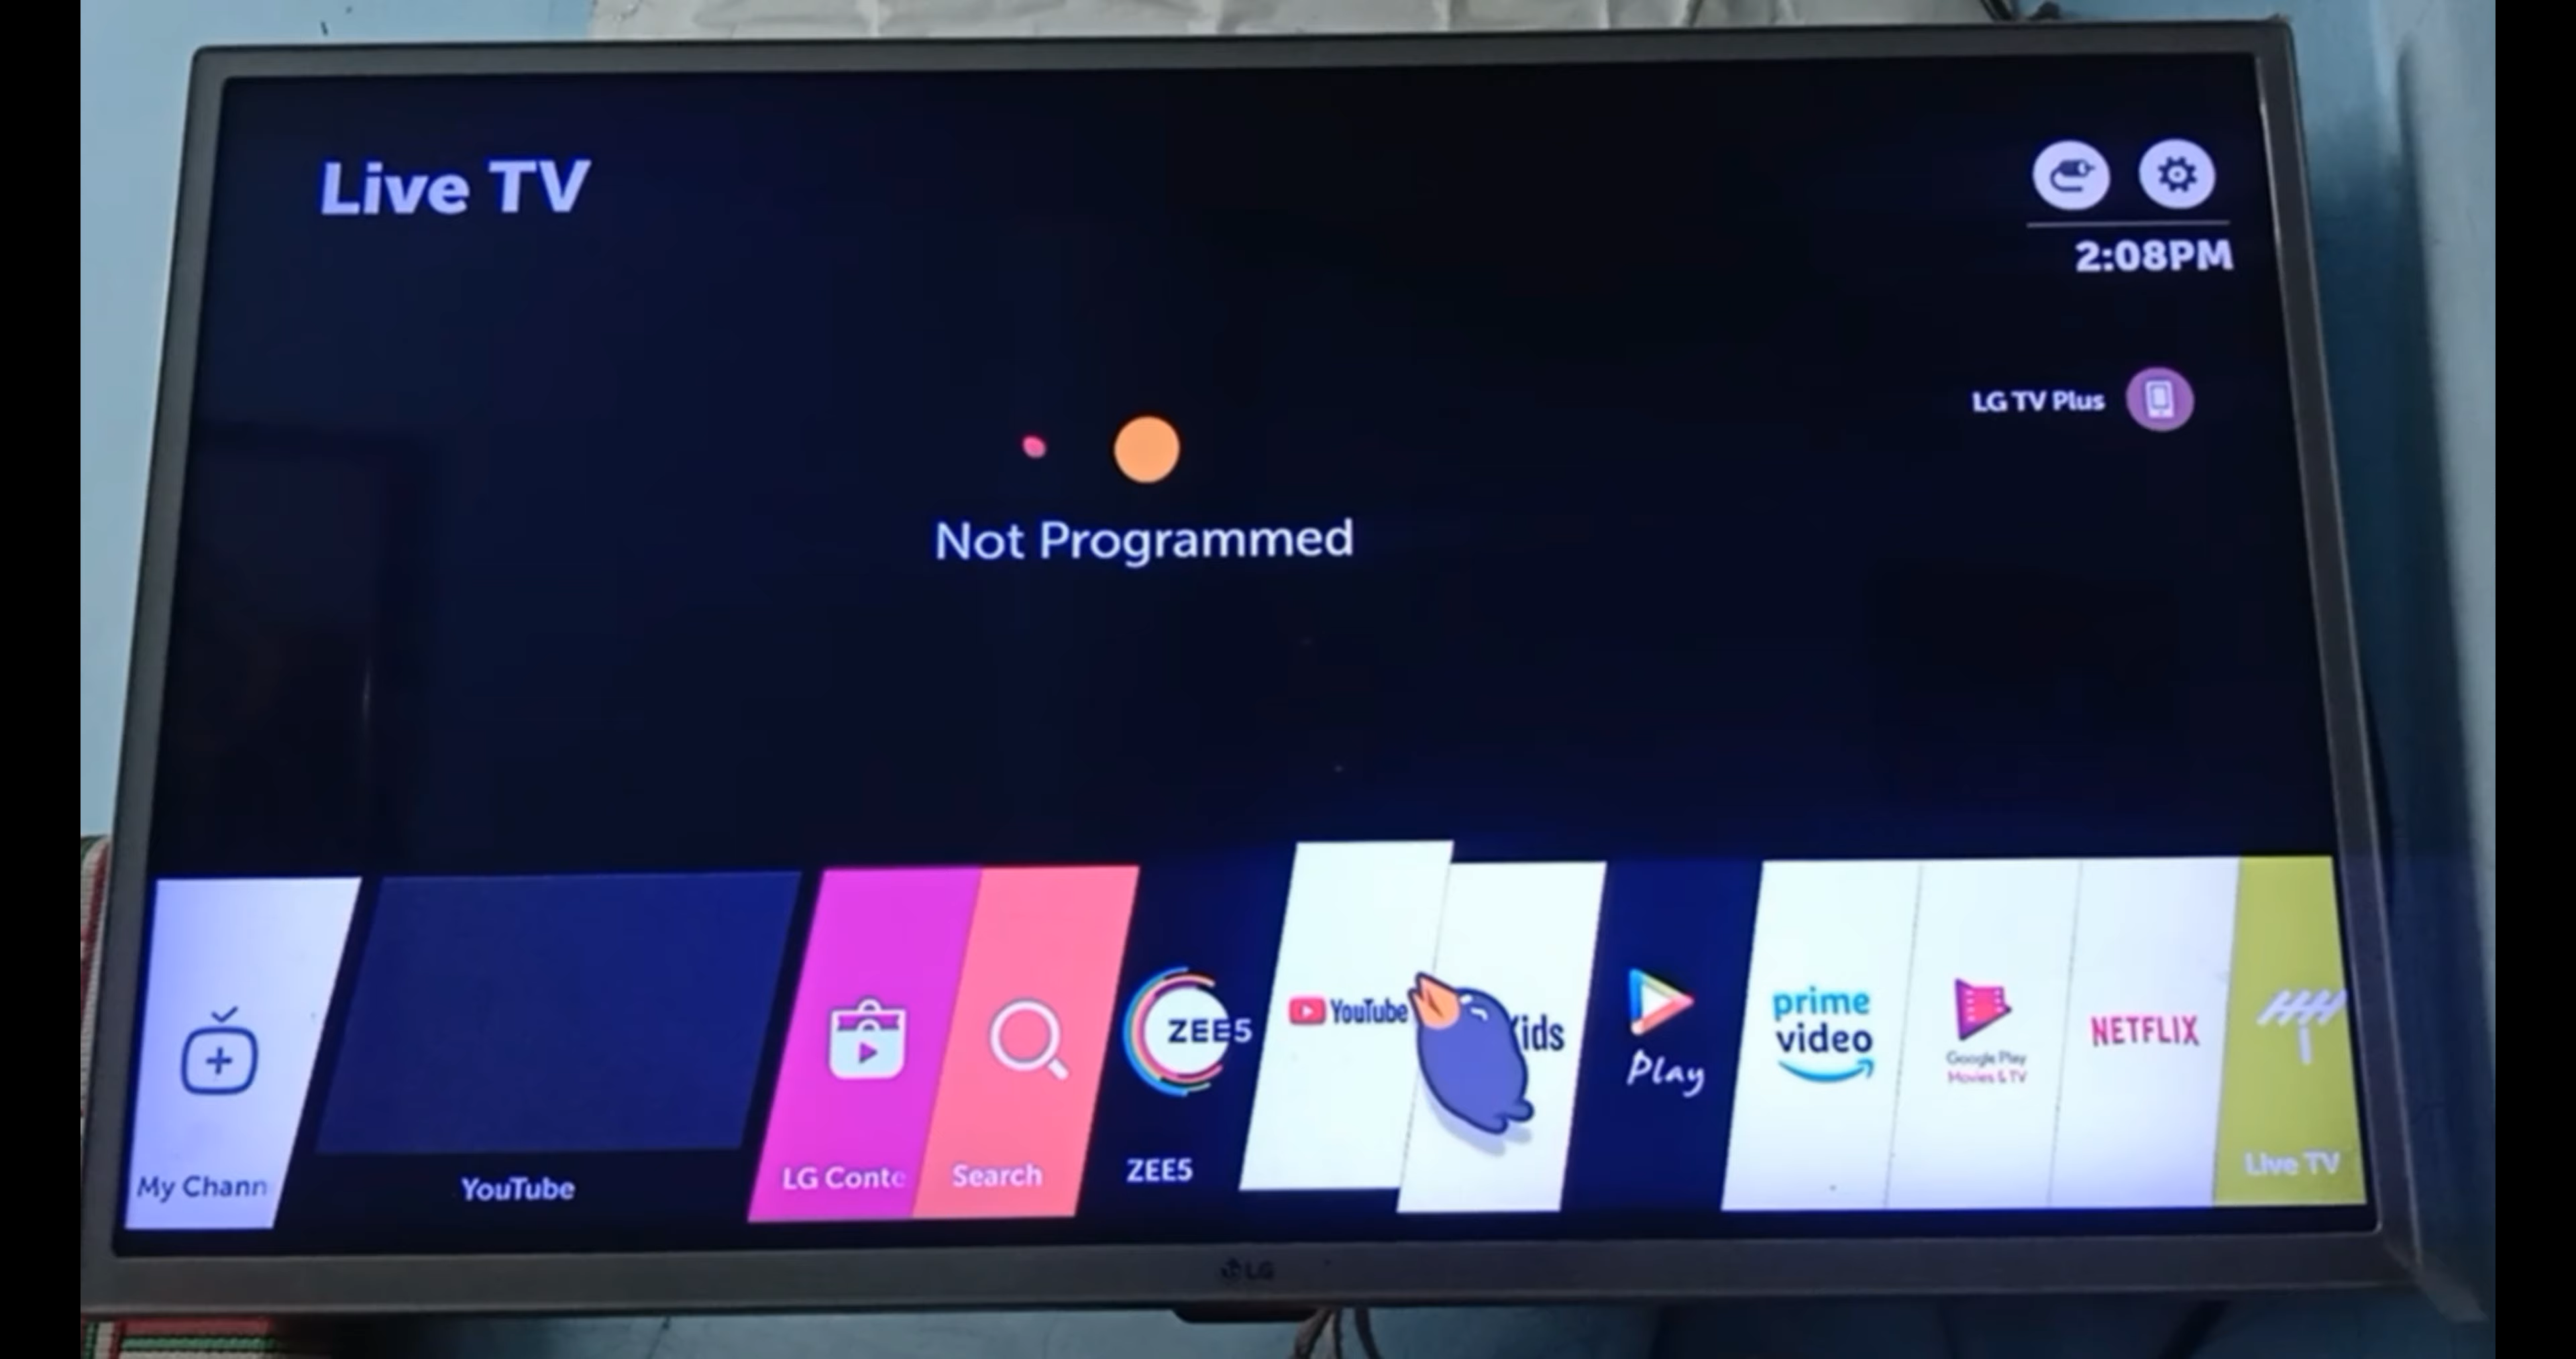 Live TV
2:08PM
LG TV Plus
Not Programmed
My Chann
YouTube
LG Conte
Search
ZEE5
ZEE5
YouTube
Kids
Play
prime
video
Google Play
Movies & TV
NETFLIX
Live TV
LG